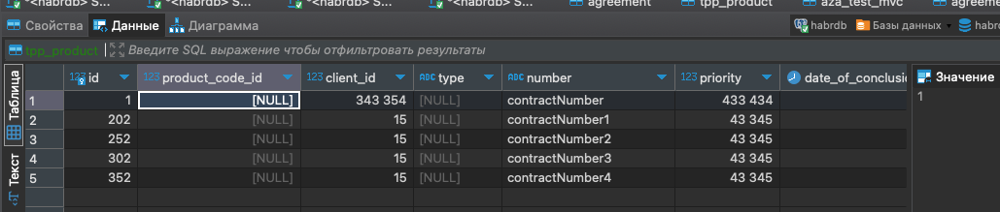 *<habrdb> S... *<habrdb> S... *<habrdb> S... agreement tpp_product aza_test_mvc agreeme
Свойства Данные Диаграмма habrdb Базы данных habrdb
tpp_product Введите SQL выражение чтобы отфильтровать результаты
Таблица
Текст
123 id 123 product_code_id 123 client_id ABC type ABC number 123 priority date_of_conclusi
1 1 [NULL] 343 354 [NULL] contractNumber 433 434
2 202 [NULL] 15 [NULL] contractNumber1 43 345
3 252 [NULL] 15 [NULL] contractNumber2 43 345
4 302 [NULL] 15 [NULL] contractNumber3 43 345
5 352 [NULL] 15 [NULL] contractNumber4 43 345
Значение
1